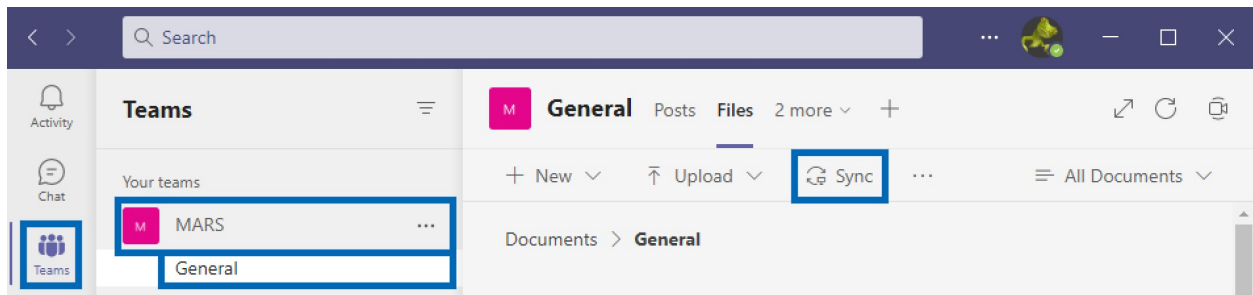 Search
Activity
Chat
Teams
Teams
Your teams
M MARS ...
General
M General Posts Files 2 more +
+ New Upload Sync ... All Documents
Documents > General